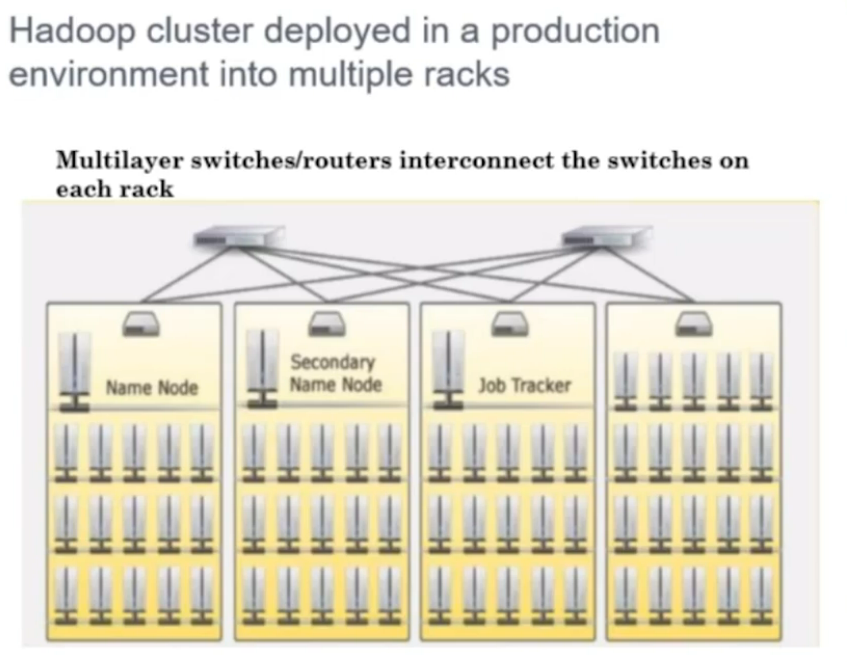 Hadoop cluster deployed in a production
environment into multiple racks
Multilayer switches/routers interconnect the switches on
each rack
Name Node
Secondary
Name Node
Job Tracker